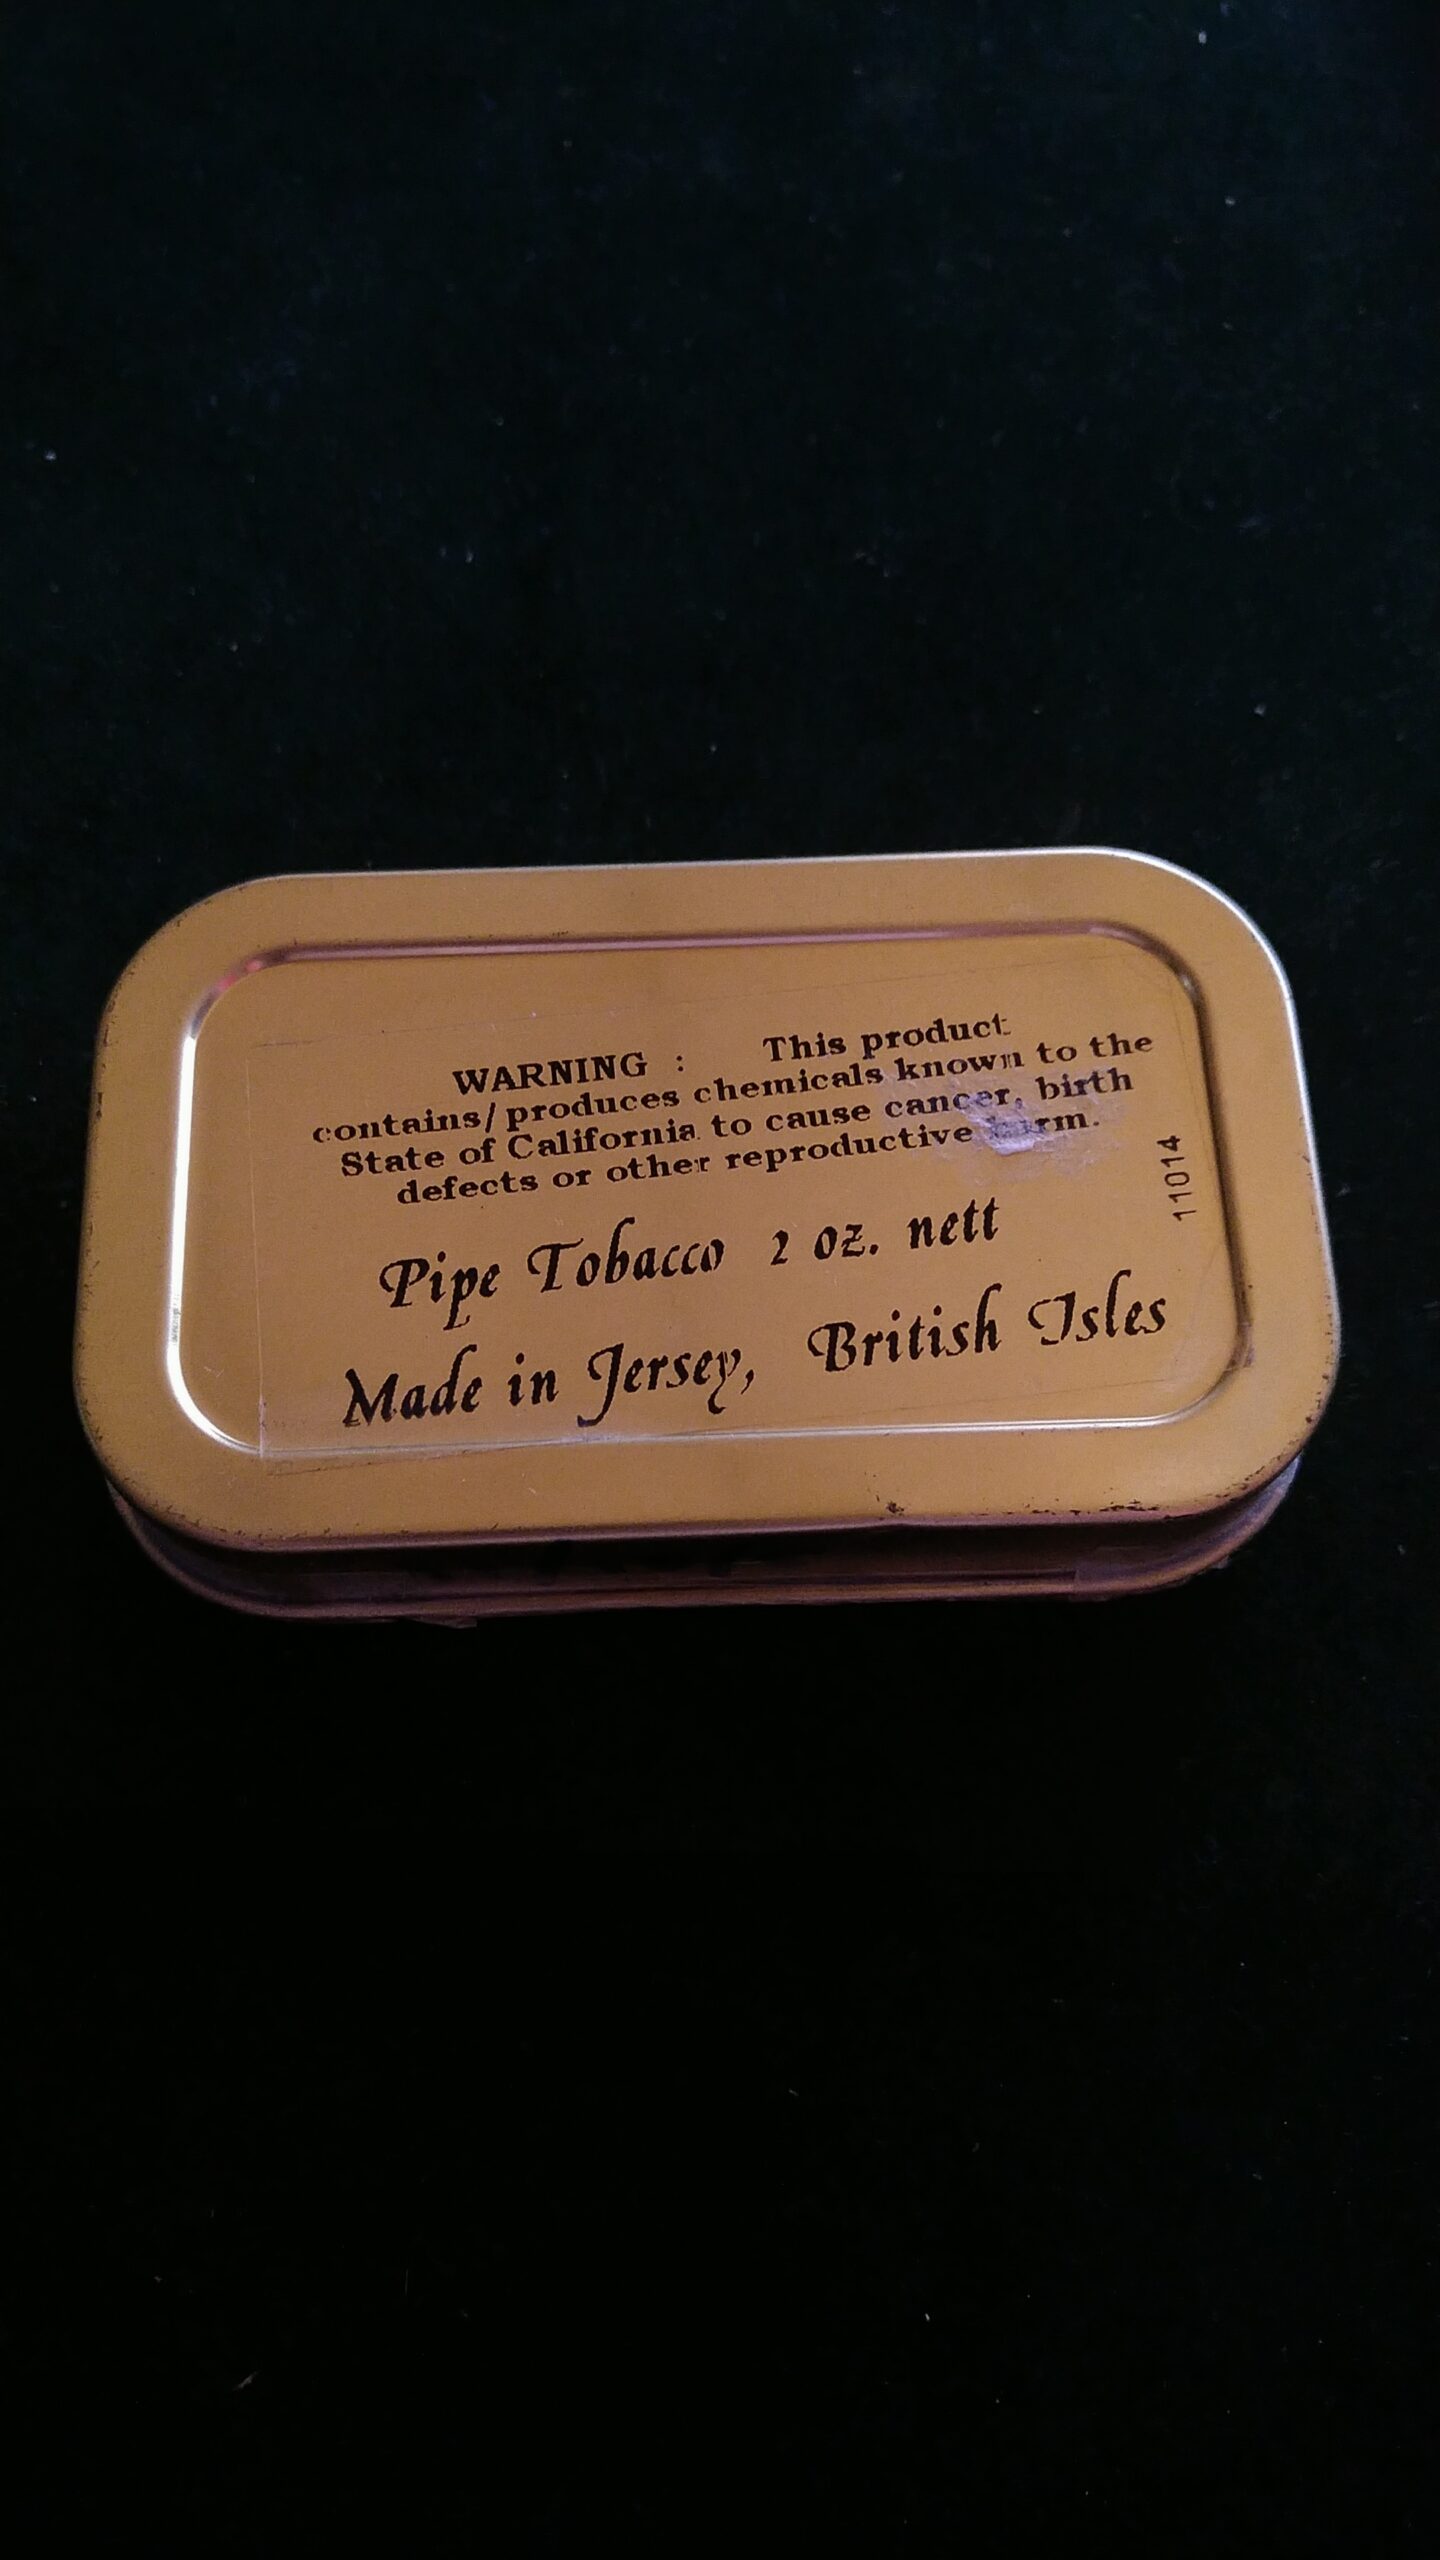 WARNING : This product
contains/produces chemicals known to the
State of California to cause cancer, birth
defects or other reproductive harm.
Pipe Tobacco 2 oz. nett
Made in Jersey, British Isles
11014